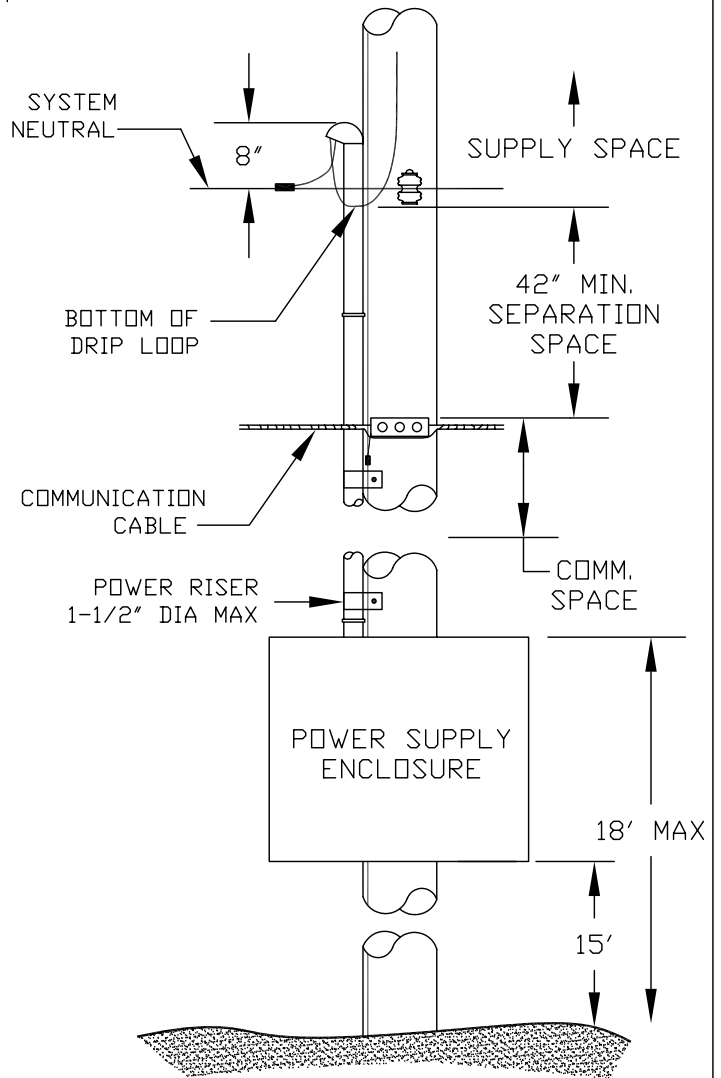 SYSTEM
NEUTRAL
8"
SUPPLY SPACE
42" MIN.
SEPARATION
SPACE
BOTTOM OF
DRIP LOOP
COMMUNICATION
CABLE
COMM.
SPACE
POWER RISER
1-1/2" DIA MAX
POWER SUPPLY
ENCLOSURE
18' MAX
15'